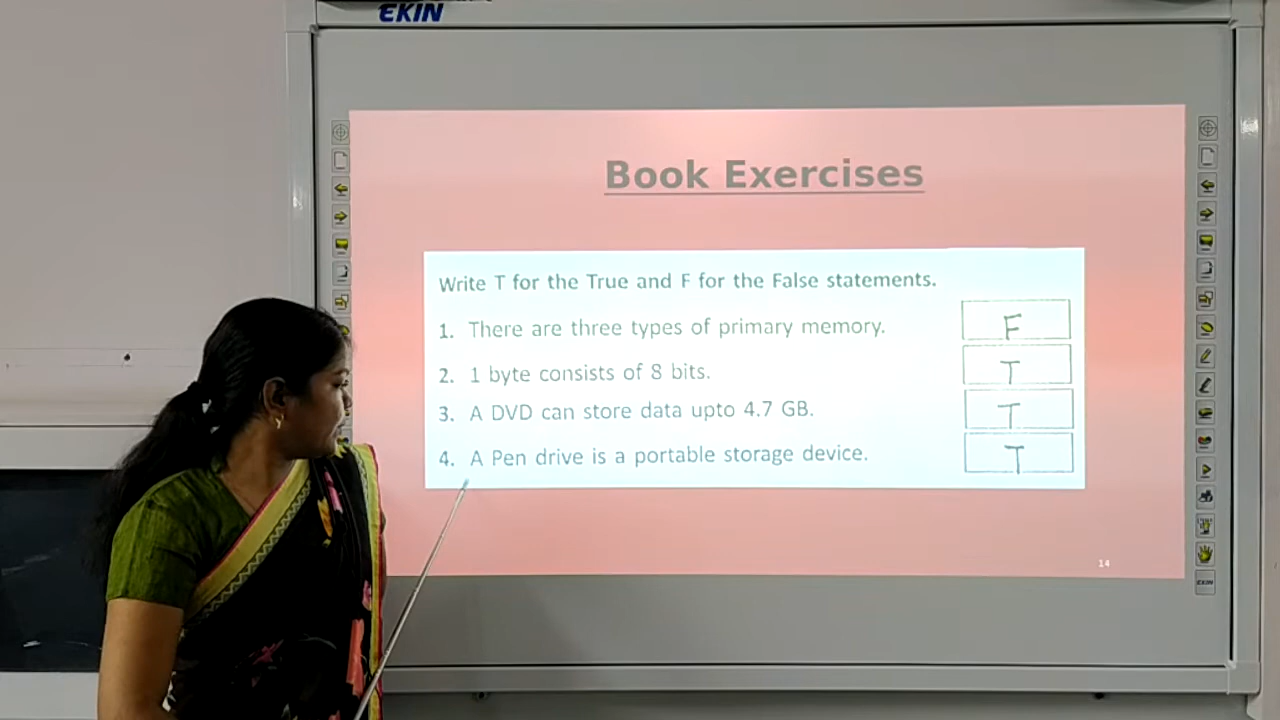 EKIN
Book Exercises
Write T for the True and F for the False statements.
1. There are three types of primary memory. F
2. 1 byte consists of 8 bits. T
3. A DVD can store data upto 4.7 GB. T
4. A Pen drive is a portable storage device. T
14
EKIN